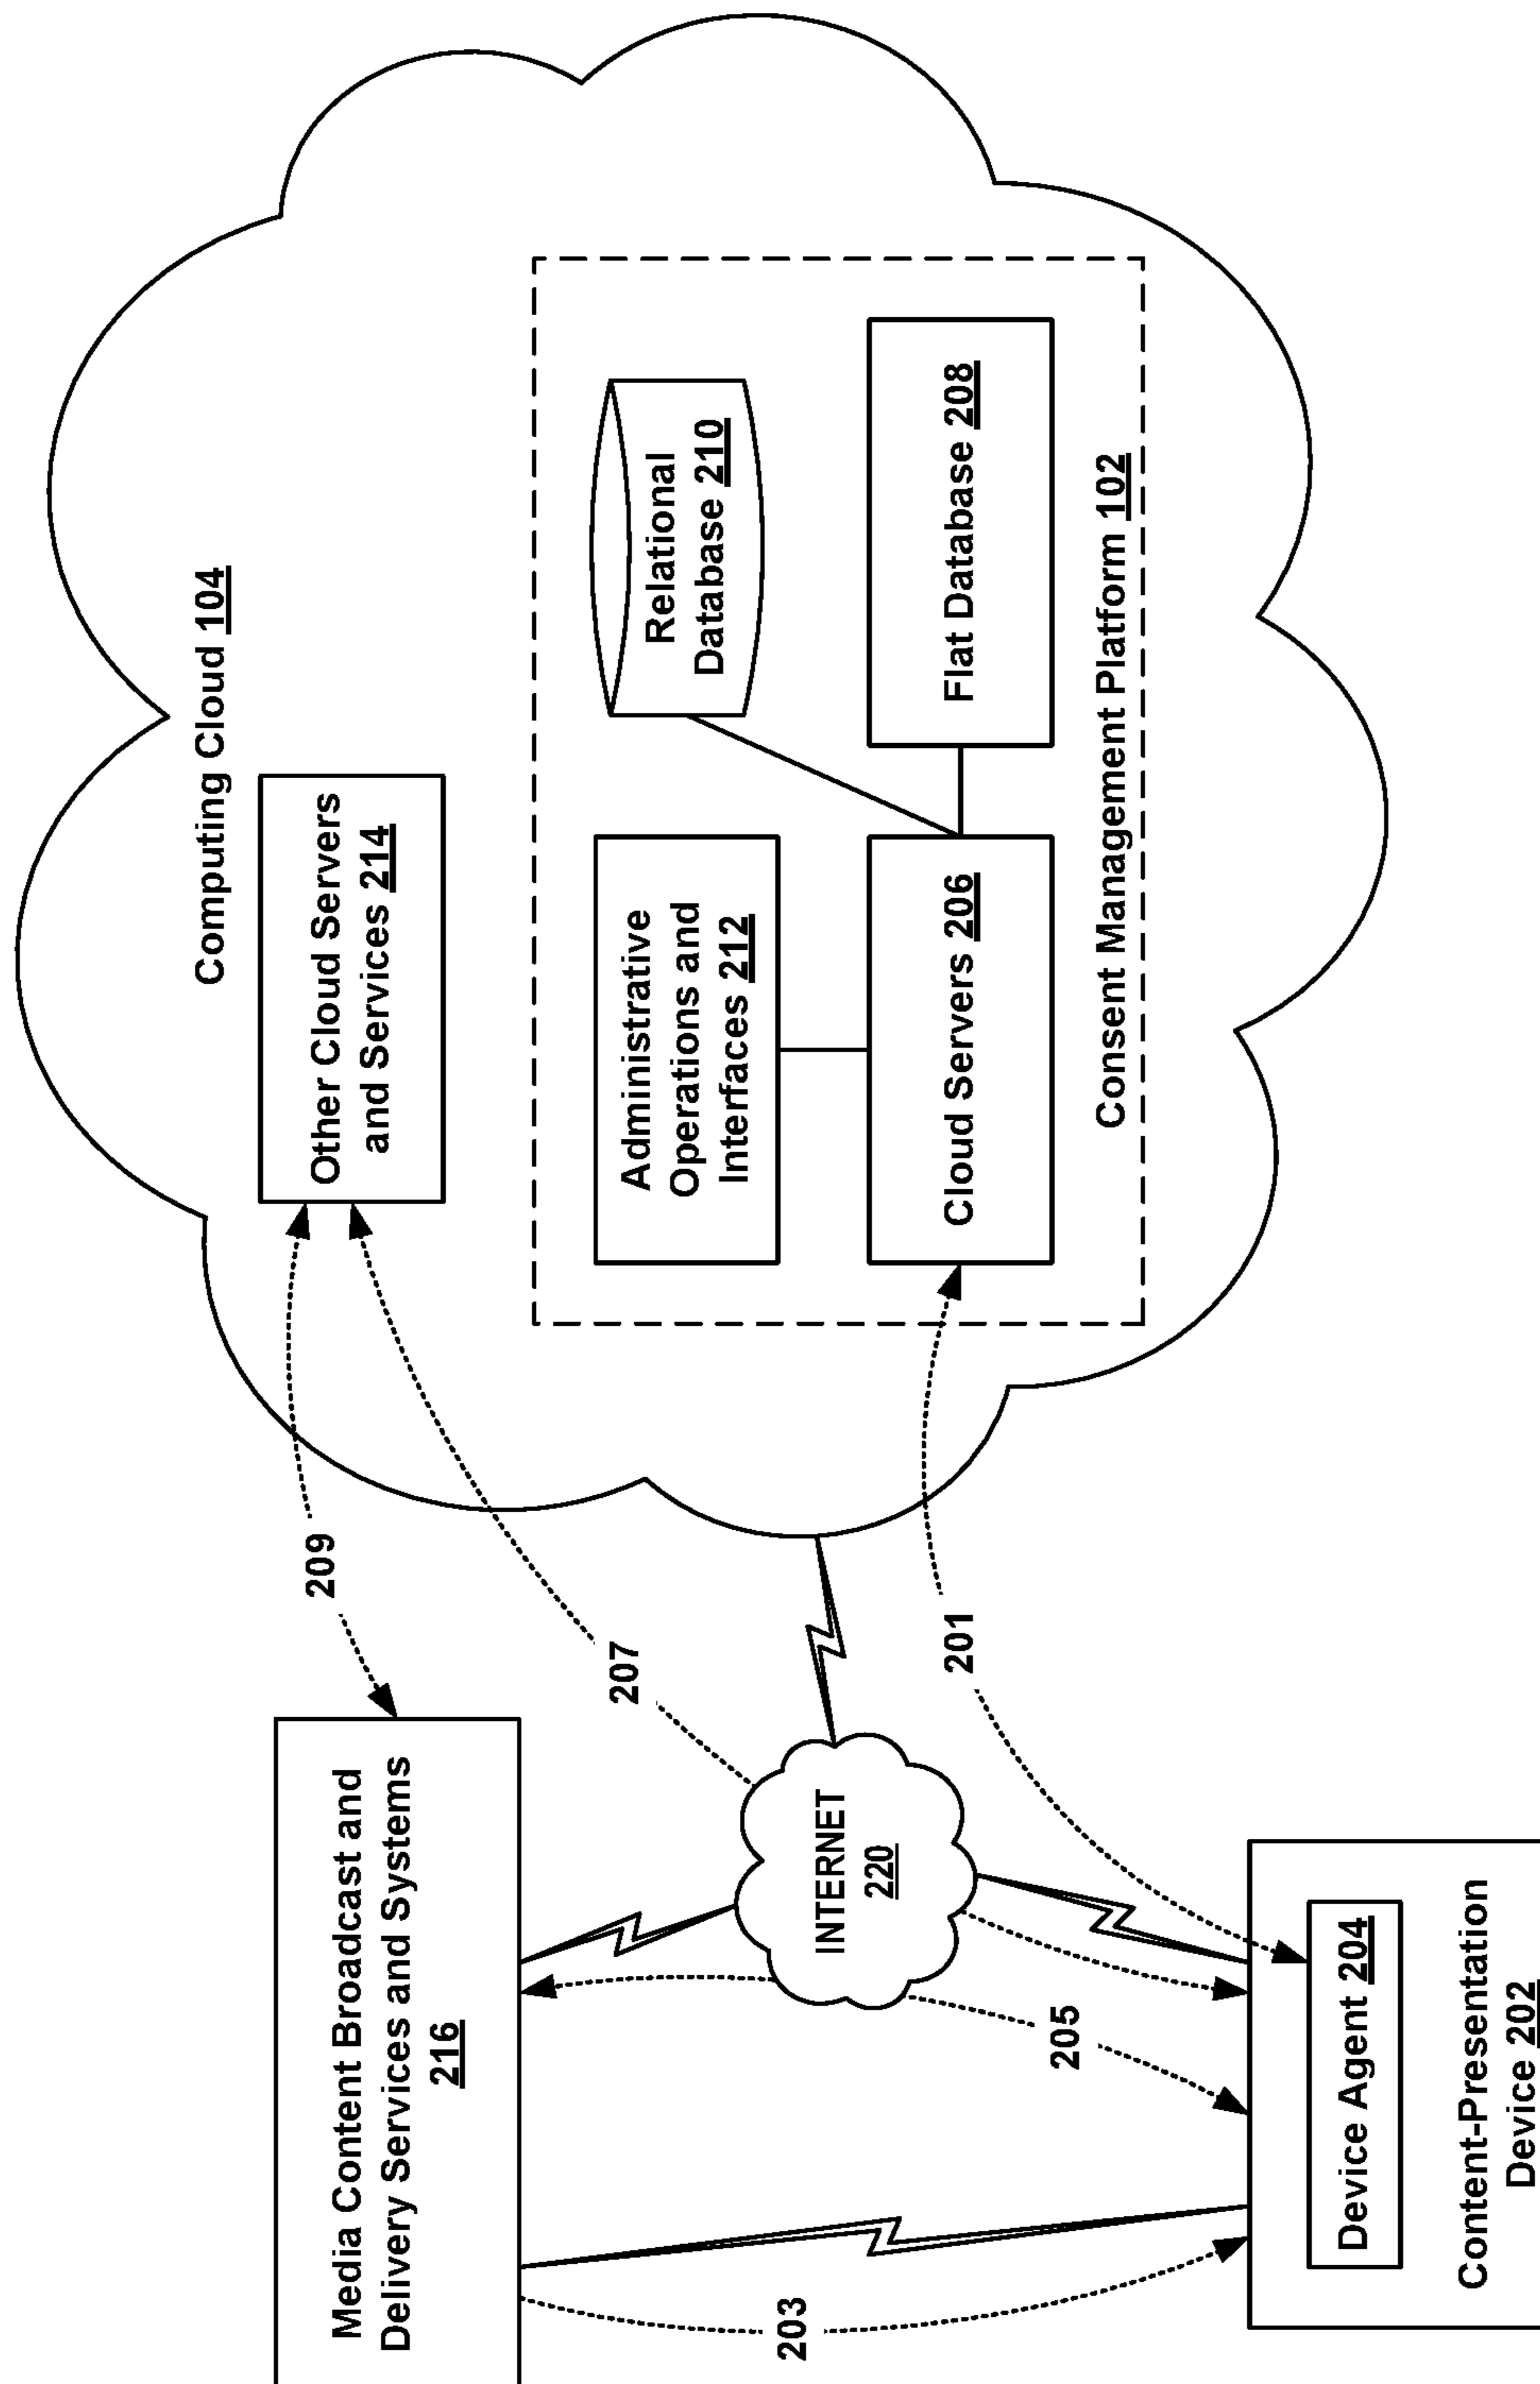 Media Content Broadcast and
Delivery Services and Systems
216
209
Computing Cloud 104
Other Cloud Servers
and Services 214
207
Administrative
Operations and
Interfaces 212
Relational
Database 210
INTERNET
220
201
Cloud Servers 206
Flat Database 208
Consent Management Platform 102
203
205
Device Agent 204
Content-Presentation
Device 202